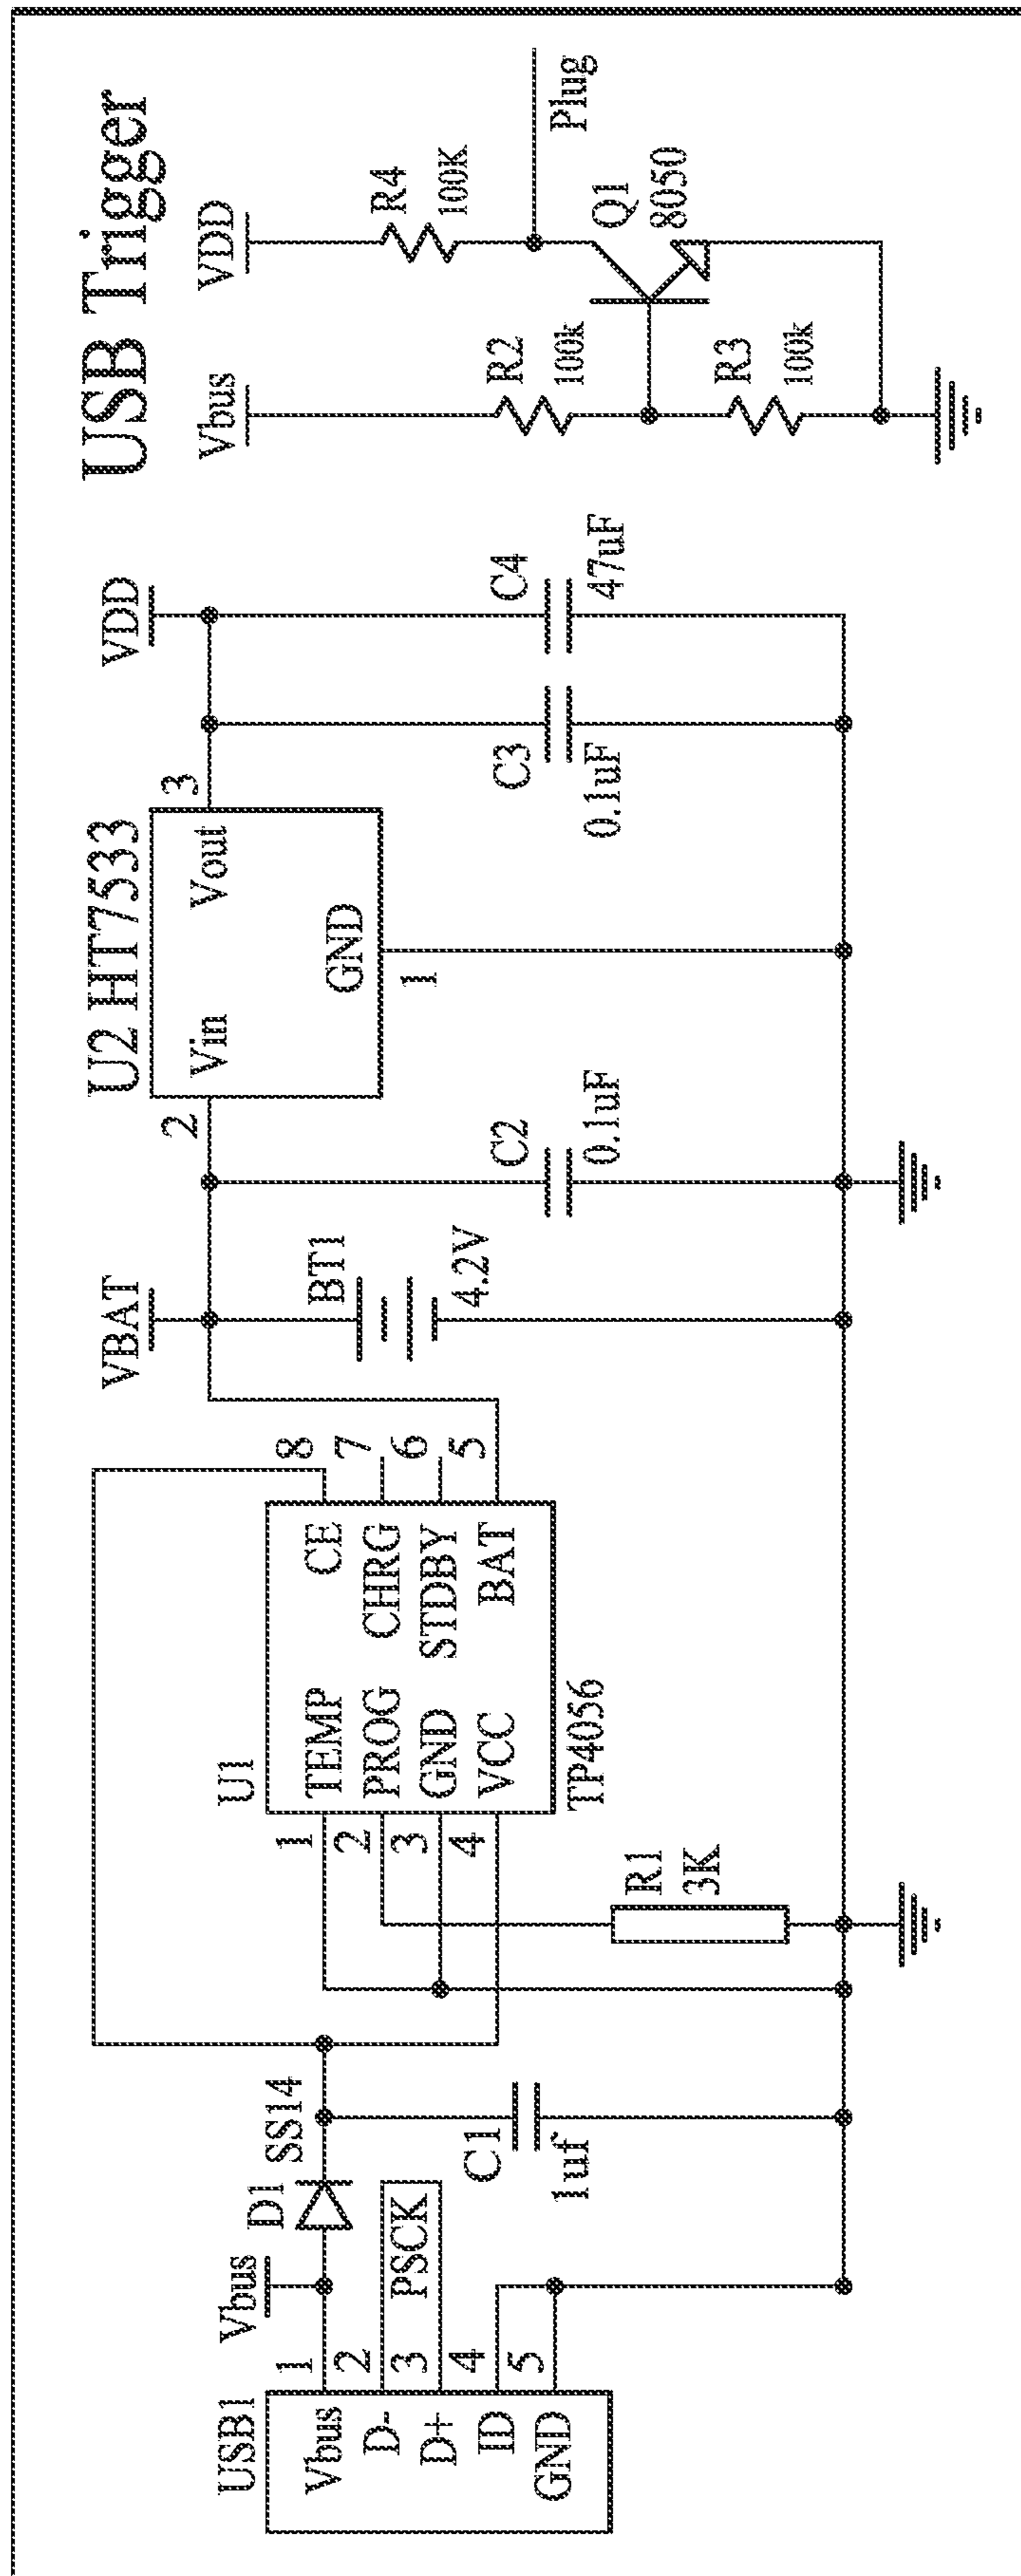 USB1
Vbus
D-
D+
ID
GND
1
2
3
4
5
Vbus
PSCK
D1
SS14
C1
1uf
U1
TEMP
PROG
GND
VCC
1
2
3
4
CE
CHRG
STDBY
BAT
8
7
6
5
TP4056
R1
3K
VBAT
BT1
4.2V
C2
0.1uF
U2 HT7533
2
Vin
Vout
3
GND
1
C3
0.1uF
VDD
C4
47uF
USB Trigger
Vbus
VDD
R2
100k
R4
100K
Plug
Q1
8050
R3
100k